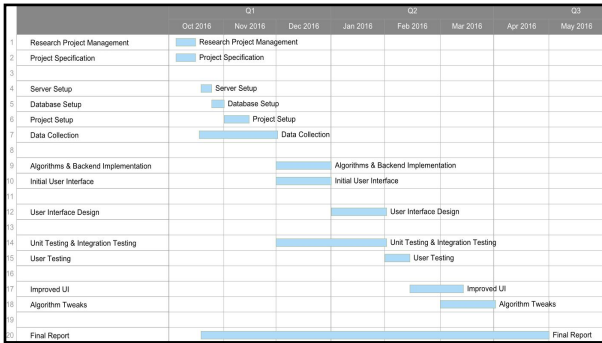 Q1 Q2 Q3
Oct 2016 Nov 2016 Dec 2016 Jan 2016 Feb 2016 Mar 2016 Apr 2016 May 2016
1 Research Project Management Research Project Management
2 Project Specification Project Specification
3
4 Server Setup Server Setup
5 Database Setup Database Setup
6 Project Setup Project Setup
7 Data Collection Data Collection
8
9 Algorithms & Backend Implementation Algorithms & Backend Implementation
10 Initial User Interface Initial User Interface
11
12 User Interface Design User Interface Design
13
14 Unit Testing & Integration Testing Unit Testing & Integration Testing
15 User Testing User Testing
16
17 Improved UI Improved UI
18 Algorithm Tweaks Algorithm Tweaks
19
20 Final Report Final Report